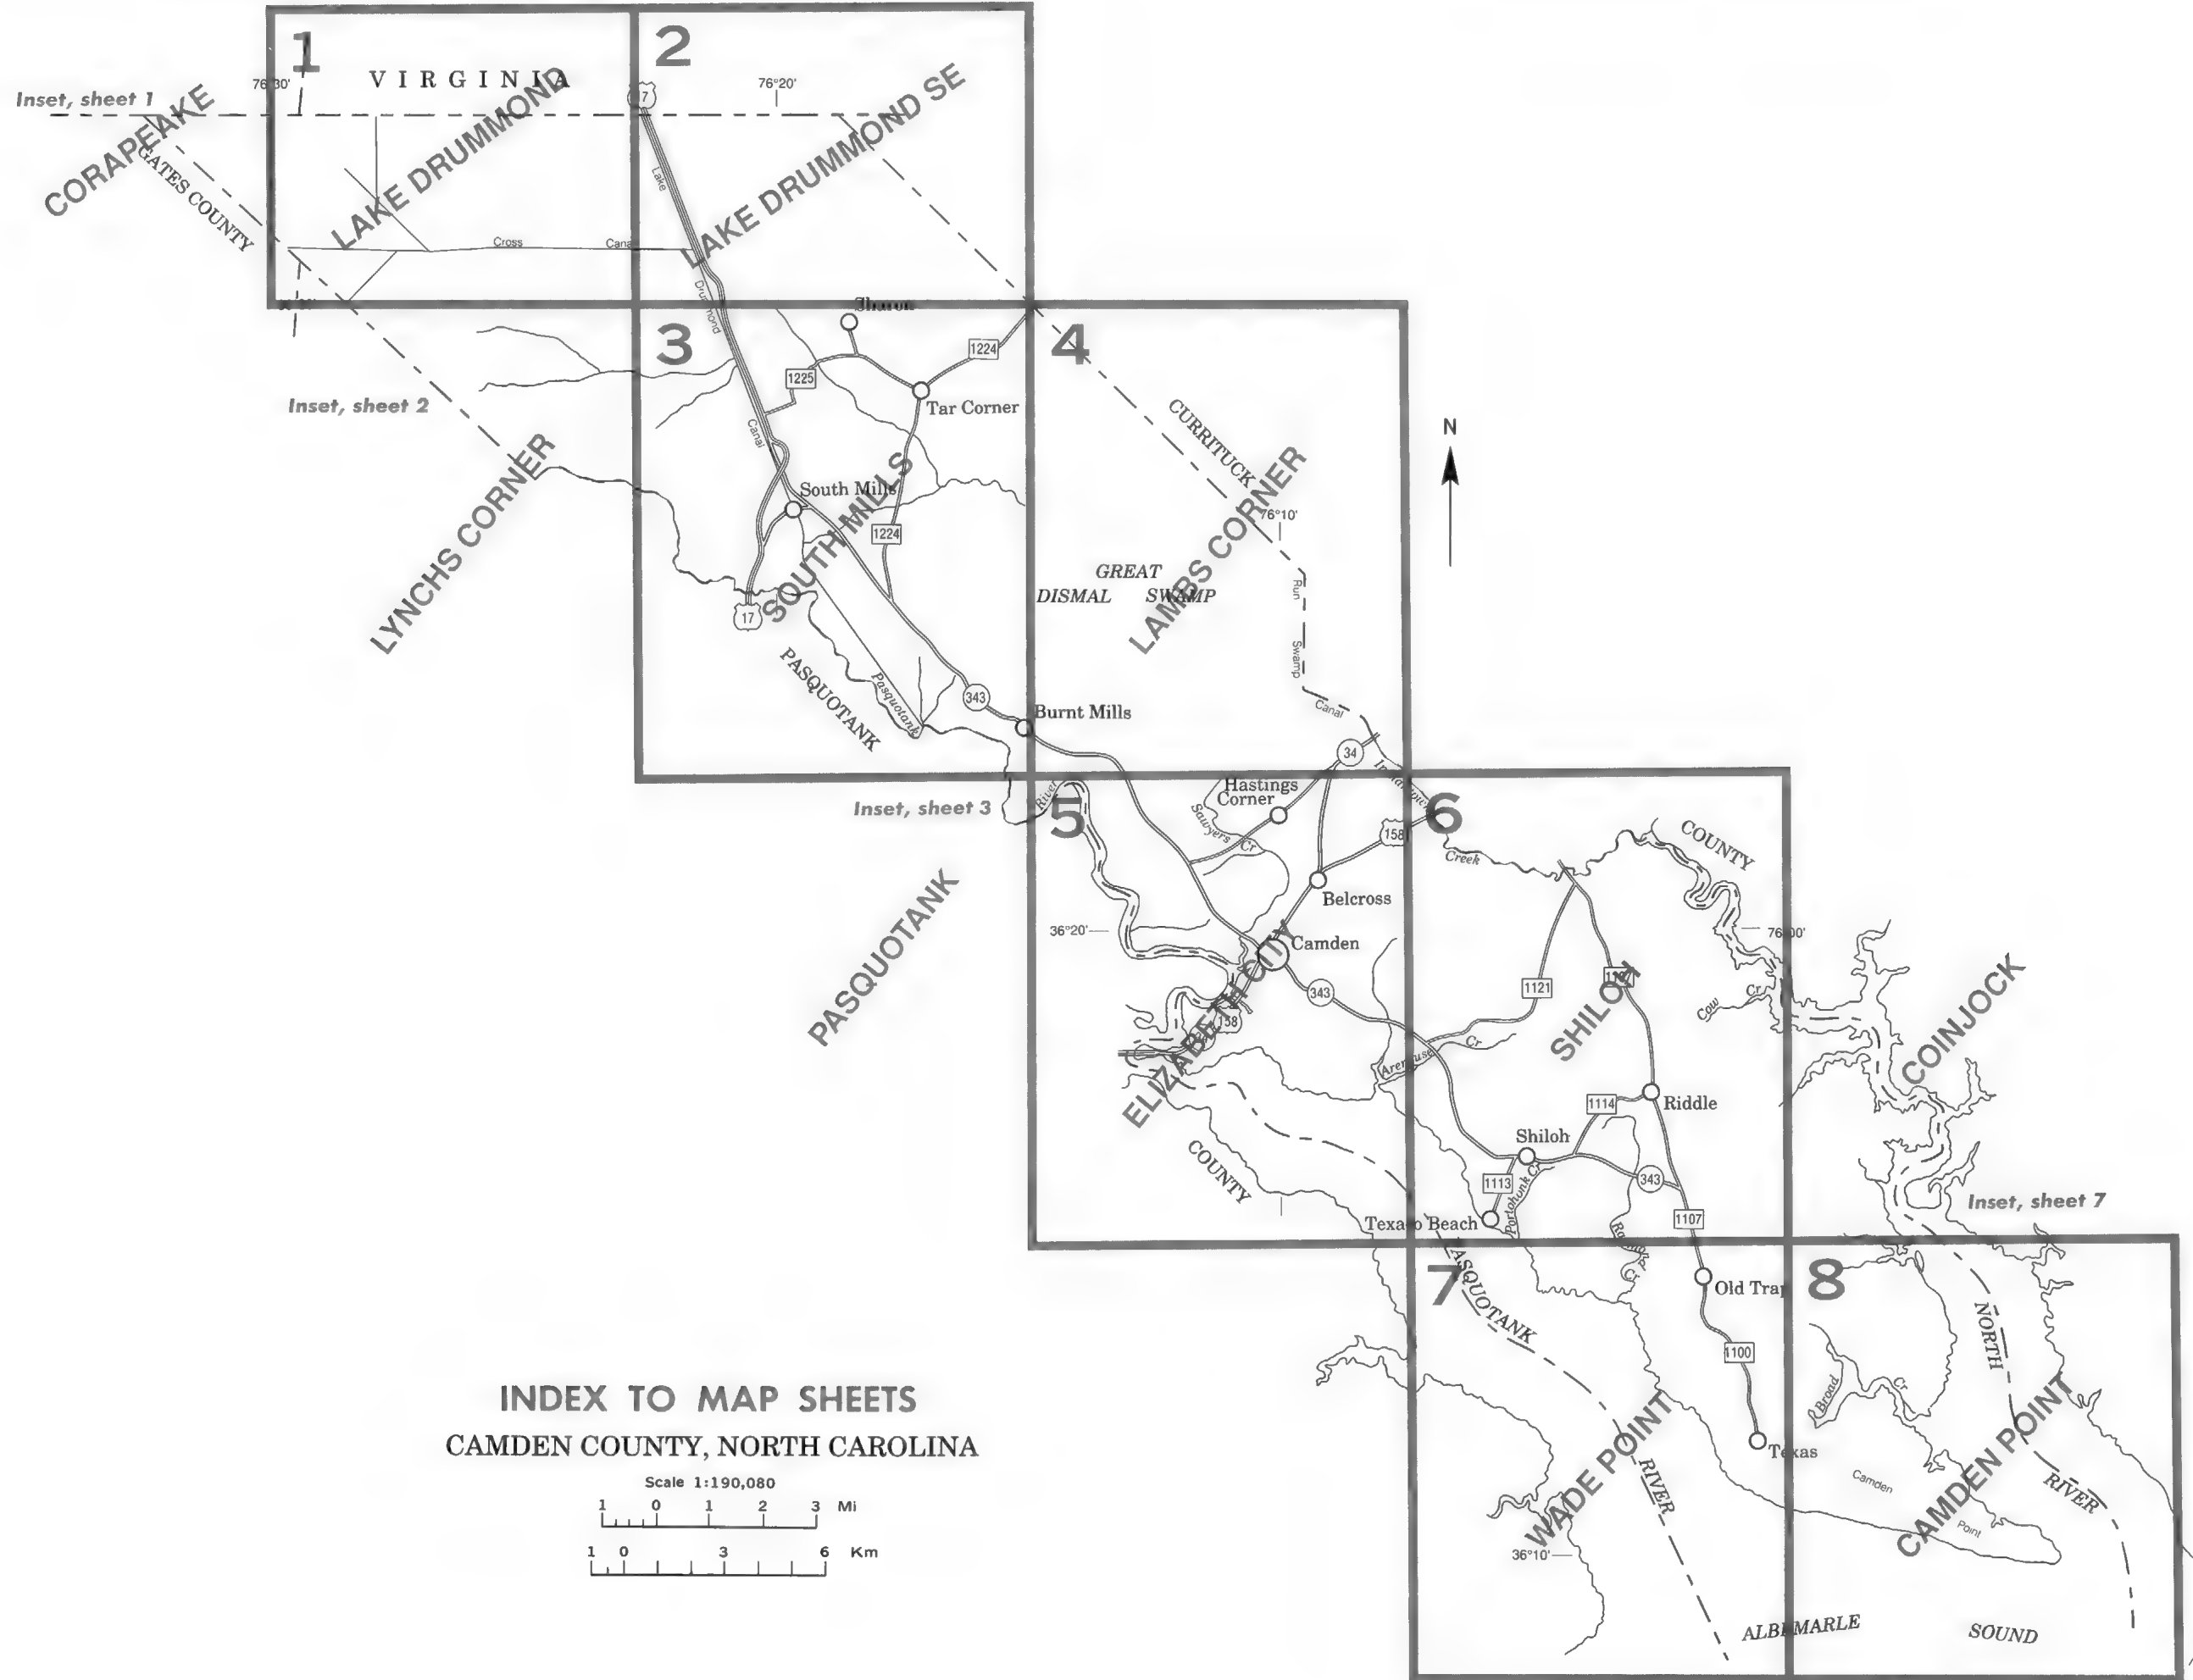 1
2
VIRGINIA
76°30'
76°20'
Inset, sheet 1
17
CORAPEAKE
GATES COUNTY
LAKE DRUMMOND
LAKE DRUMMOND SE
Lake
Cross
Canal
Drummond
Sharon
3
4
1224
1225
Inset, sheet 2
Tar Corner
Canal
CURRITUCK
N
LYNCHS CORNER
SOUTH MILLS
South Mills
LAMBS CORNER
76°10'
1224
GREAT
DISMAL SWAMP
Run
Swamp
17
PASQUOTANK
Pasquotank
343
Burnt Mills
Canal
34
Indiantown
Hastings
Corner
River
Inset, sheet 3
5
6
Sawyers
Cr
158
COUNTY
Creek
Belcross
PASQUOTANK
36°20'
Camden
76°00'
343
1121
1107
SHILOH
Cow
Cr
COINJOCK
158
ELIZABETH CITY
Arenuse
Cr
1114
Riddle
Shiloh
COUNTY
1113
Portohonk Cr
343
Inset, sheet 7
Texaco Beach
1107
Cr
PASQUOTANK
7
Old Trap
8
NORTH
1100
Broad
Cr
INDEX TO MAP SHEETS
CAMDEN COUNTY, NORTH CAROLINA
Scale 1:190,080
1 0 1 2 3 Mi
1 0 3 6 Km
WADE POINT
RIVER
Texas
Camden
Point
CAMDEN POINT
RIVER
36°10'
ALBEMARLE SOUND